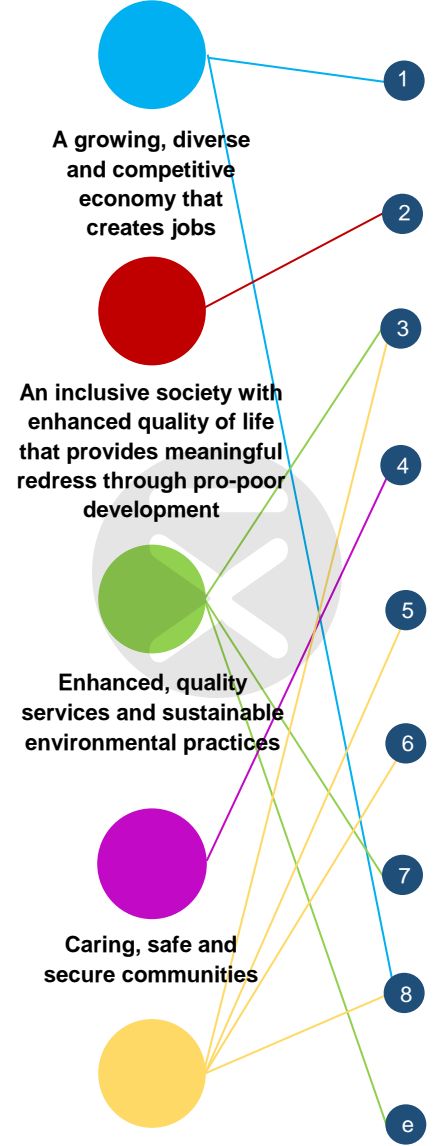 1
A growing, diverse
and competitive
economy that
creates jobs
2
3
An inclusive society with
enhanced quality of life
that provides meaningful
redress through pro-poor
development
4
5
Enhanced, quality
services and sustainable
environmental practices
6
7
Caring, safe and
secure communities
8
e